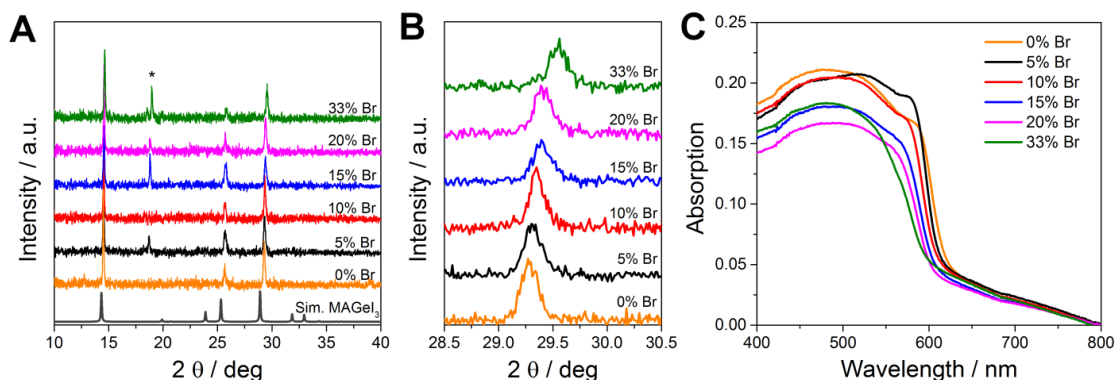 A
Intensity / a.u.
*
33% Br
20% Br
15% Br
10% Br
5% Br
0% Br
Sim. MAGeI₃
10 15 20 25 30 35 40
2 θ / deg
B
Intensity / a.u.
33% Br
20% Br
15% Br
10% Br
5% Br
0% Br
28.5 29.0 29.5 30.0 30.5
2 θ / deg
C
Absorption
0.25
0.20
0.15
0.10
0.05
0.00
0% Br
5% Br
10% Br
15% Br
20% Br
33% Br
400 500 600 700 800
Wavelength / nm